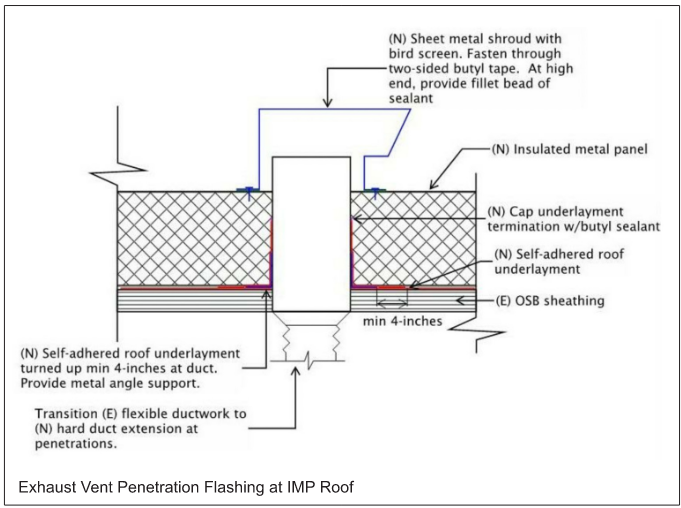 (N) Sheet metal shroud with
bird screen. Fasten through
two-sided butyl tape.  At high
end, provide fillet bead of
sealant
(N) Insulated metal panel
(N) Cap underlayment
termination w/butyl sealant
(N) Self-adhered roof
underlayment
(E) OSB sheathing
min 4-inches
(N) Self-adhered roof underlayment
turned up min 4-inches at duct.
Provide metal angle support.
Transition (E) flexible ductwork to
(N) hard duct extension at
penetrations.
Exhaust Vent Penetration Flashing at IMP Roof